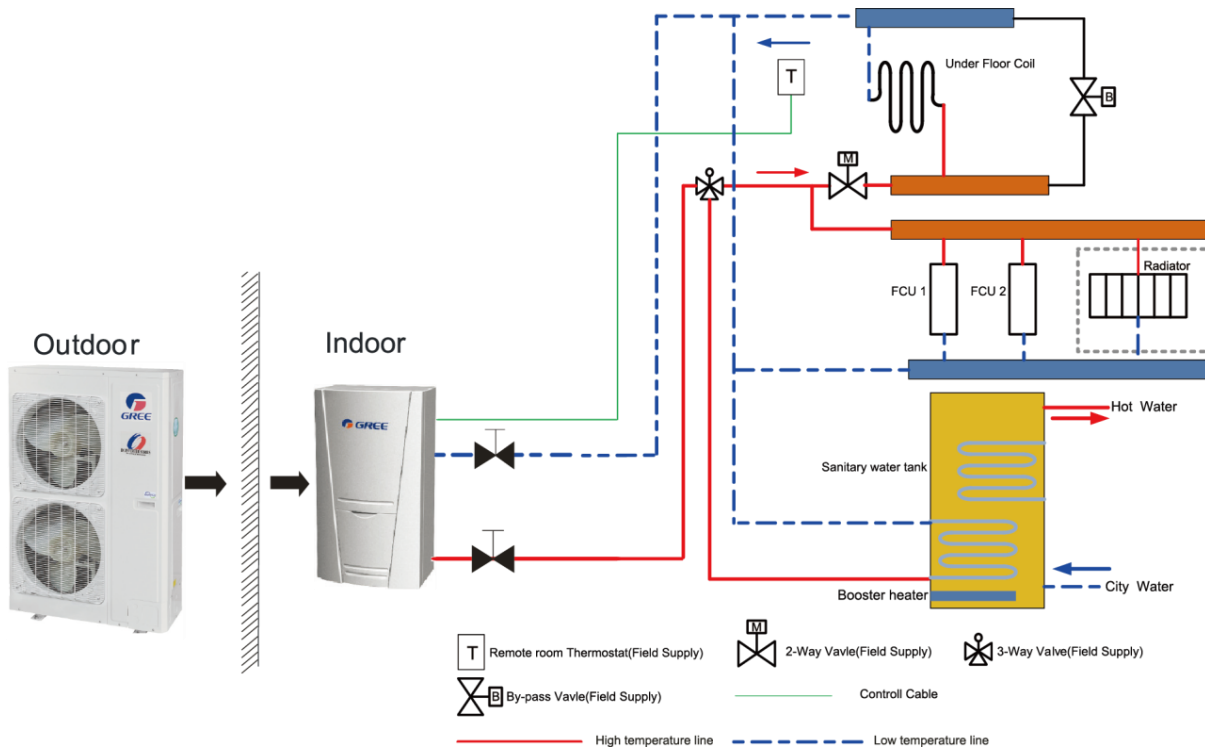 Under Floor Coil
T
B
M
Radiator
FCU 1
FCU 2
Outdoor
Indoor
GREE
GREE
Hot Water
Sanitary water tank
Booster heater
City Water
T
Remote room Thermostat(Field Supply)
M
2-Way Vavle(Field Supply)
3-Way Valve(Field Supply)
B
By-pass Vavle(Field Supply)
Controll Cable
High temperature line
Low temperature line